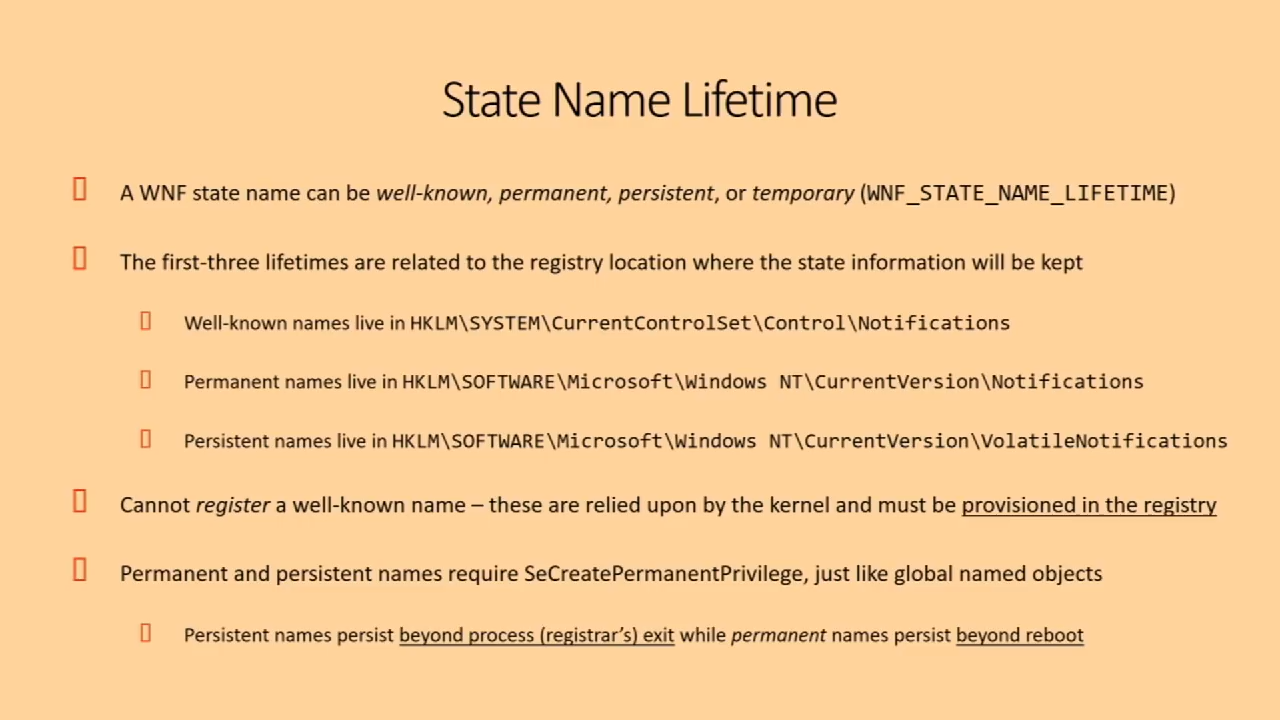 State Name Lifetime
A WNF state name can be well-known, permanent, persistent, or temporary (WNF_STATE_NAME_LIFETIME)
The first-three lifetimes are related to the registry location where the state information will be kept
Well-known names live in HKLM\SYSTEM\CurrentControlSet\Control\Notifications
Permanent names live in HKLM\SOFTWARE\Microsoft\Windows NT\CurrentVersion\Notifications
Persistent names live in HKLM\SOFTWARE\Microsoft\Windows NT\CurrentVersion\VolatileNotifications
Cannot register a well-known name – these are relied upon by the kernel and must be provisioned in the registry
Permanent and persistent names require SeCreatePermanentPrivilege, just like global named objects
Persistent names persist beyond process (registrar’s) exit while permanent names persist beyond reboot